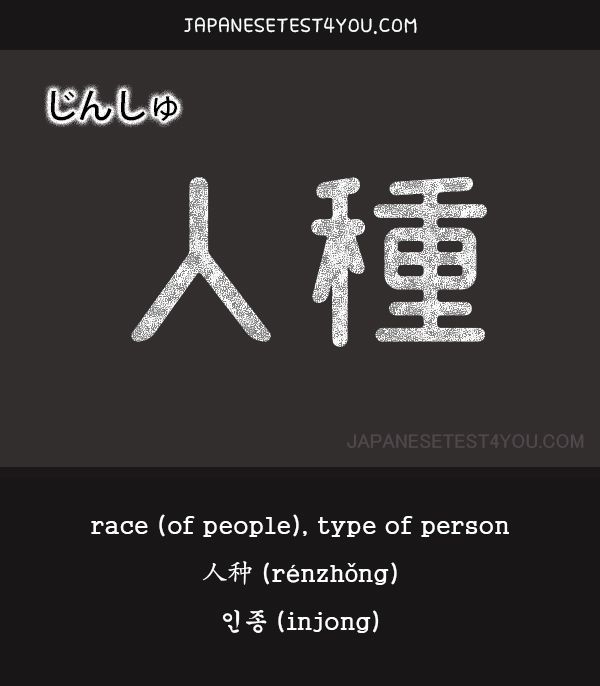 JAPANESETEST4YOU.COM
じんしゅ
人種
JAPANESETEST4YOU.COM
race (of people), type of person
人种 (rénzhǒng)
인종 (injong)